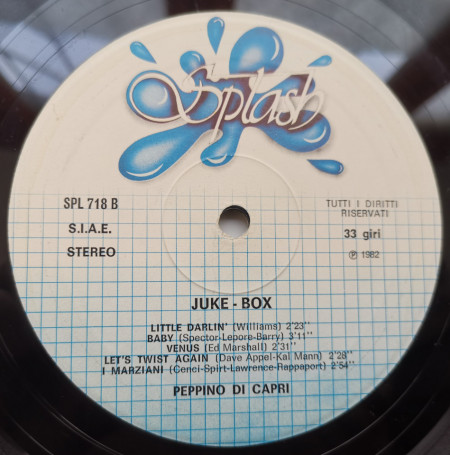 Splash
SPL 718 B
S.I.A.E.
STEREO
TUTTI I DIRITTI
RISERVATI
33 giri
Ⓟ 1982
JUKE - BOX
LITTLE DARLIN' (Williams) 2'23''
BABY (Spector-Lepore-Barry) 3'11''
VENUS (Ed Marshall) 2'31''
LET'S TWIST AGAIN (Dave Appel-Kal Mann) 2'28''
I MARZIANI (Cenci-Spirt-Lawrence-Rappaport) 2'54''
PEPPINO DI CAPRI